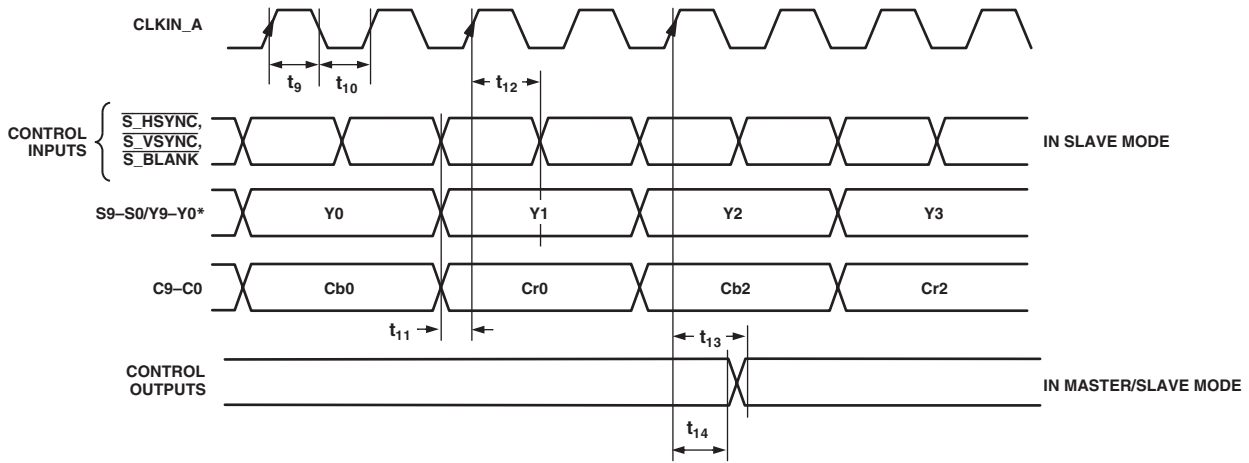 CLKIN_A
t9
t10
t12
CONTROL INPUTS
S_HSYNC,
S_VSYNC,
S_BLANK
IN SLAVE MODE
S9–S0/Y9–Y0*
Y0
Y1
Y2
Y3
C9–C0
Cb0
Cr0
Cb2
Cr2
t11
t13
CONTROL OUTPUTS
IN MASTER/SLAVE MODE
t14